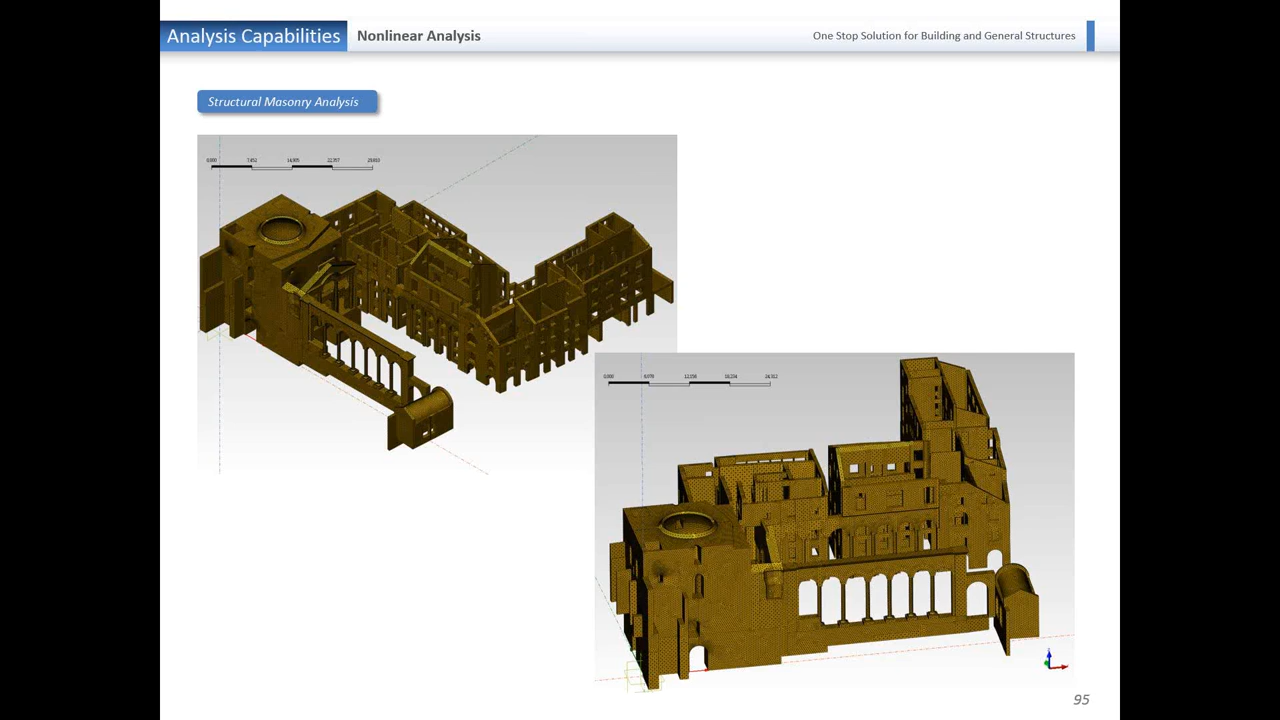 Analysis Capabilities
Nonlinear Analysis
One Stop Solution for Building and General Structures
Structural Masonry Analysis
95